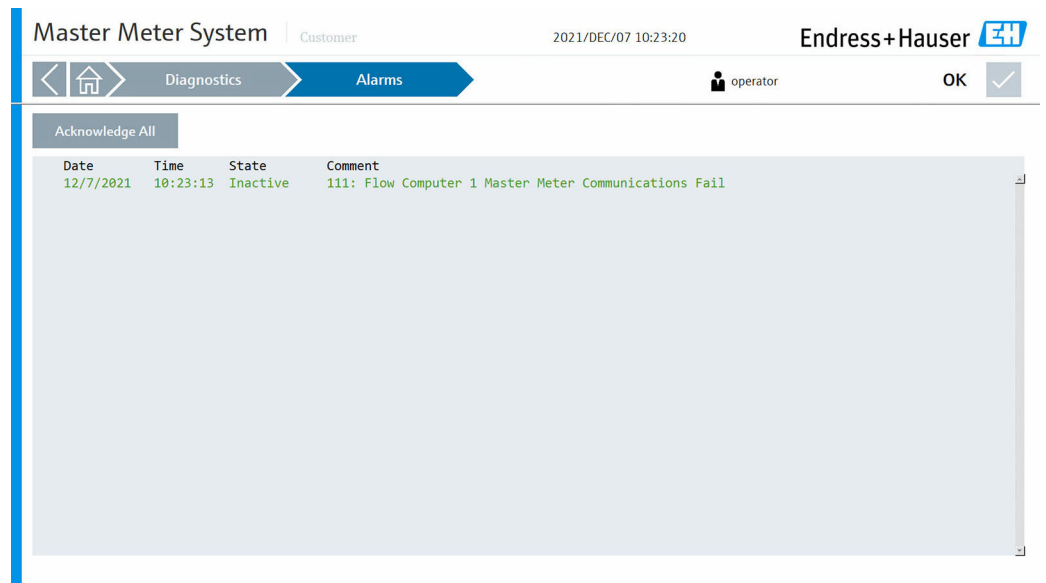 Master Meter System Customer 2021/DEC/07 10:23:20 Endress+Hauser EH
Diagnostics Alarms operator OK
Acknowledge All
Date Time State Comment
12/7/2021 10:23:13 Inactive 111: Flow Computer 1 Master Meter Communications Fail